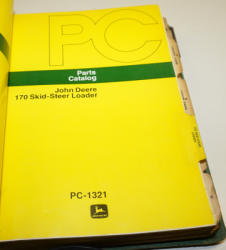 PC
Parts
Catalog
John Deere
170 Skid-Steer Loader
PC-1321